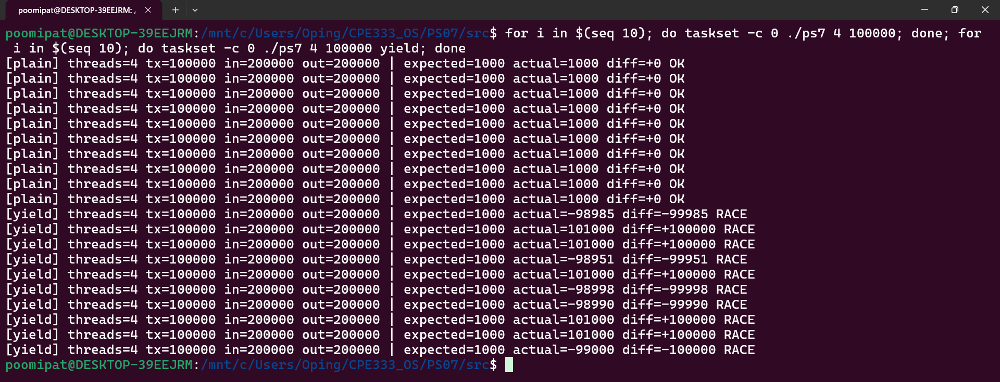 poomipat@DESKTOP-39EEJRM: /
poomipat@DESKTOP-39EEJRM:/mnt/c/Users/Oping/CPE333_OS/PS07/src$ for i in $(seq 10); do taskset -c 0 ./ps7 4 100000; done; for
i in $(seq 10); do taskset -c 0 ./ps7 4 100000 yield; done
[plain] threads=4 tx=100000 in=200000 out=200000 | expected=1000 actual=1000 diff=+0 OK
[plain] threads=4 tx=100000 in=200000 out=200000 | expected=1000 actual=1000 diff=+0 OK
[plain] threads=4 tx=100000 in=200000 out=200000 | expected=1000 actual=1000 diff=+0 OK
[plain] threads=4 tx=100000 in=200000 out=200000 | expected=1000 actual=1000 diff=+0 OK
[plain] threads=4 tx=100000 in=200000 out=200000 | expected=1000 actual=1000 diff=+0 OK
[plain] threads=4 tx=100000 in=200000 out=200000 | expected=1000 actual=1000 diff=+0 OK
[plain] threads=4 tx=100000 in=200000 out=200000 | expected=1000 actual=1000 diff=+0 OK
[plain] threads=4 tx=100000 in=200000 out=200000 | expected=1000 actual=1000 diff=+0 OK
[plain] threads=4 tx=100000 in=200000 out=200000 | expected=1000 actual=1000 diff=+0 OK
[plain] threads=4 tx=100000 in=200000 out=200000 | expected=1000 actual=1000 diff=+0 OK
[yield] threads=4 tx=100000 in=200000 out=200000 | expected=1000 actual=-98985 diff=-99985 RACE
[yield] threads=4 tx=100000 in=200000 out=200000 | expected=1000 actual=101000 diff=+100000 RACE
[yield] threads=4 tx=100000 in=200000 out=200000 | expected=1000 actual=101000 diff=+100000 RACE
[yield] threads=4 tx=100000 in=200000 out=200000 | expected=1000 actual=-98951 diff=-99951 RACE
[yield] threads=4 tx=100000 in=200000 out=200000 | expected=1000 actual=101000 diff=+100000 RACE
[yield] threads=4 tx=100000 in=200000 out=200000 | expected=1000 actual=-98998 diff=-99998 RACE
[yield] threads=4 tx=100000 in=200000 out=200000 | expected=1000 actual=-98990 diff=-99990 RACE
[yield] threads=4 tx=100000 in=200000 out=200000 | expected=1000 actual=101000 diff=+100000 RACE
[yield] threads=4 tx=100000 in=200000 out=200000 | expected=1000 actual=101000 diff=+100000 RACE
[yield] threads=4 tx=100000 in=200000 out=200000 | expected=1000 actual=-99000 diff=-100000 RACE
poomipat@DESKTOP-39EEJRM:/mnt/c/Users/Oping/CPE333_OS/PS07/src$